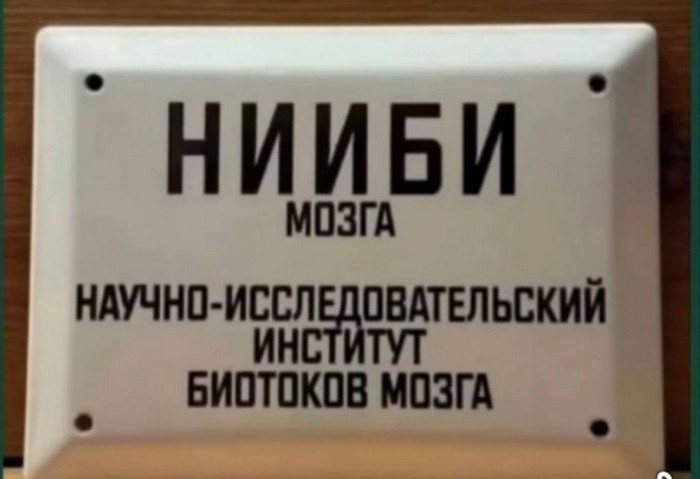 НИИБИ
МОЗГА
НАУЧНО-ИССЛЕДОВАТЕЛЬСКИЙ
ИНСТИТУТ
БИОТОКОВ МОЗГА